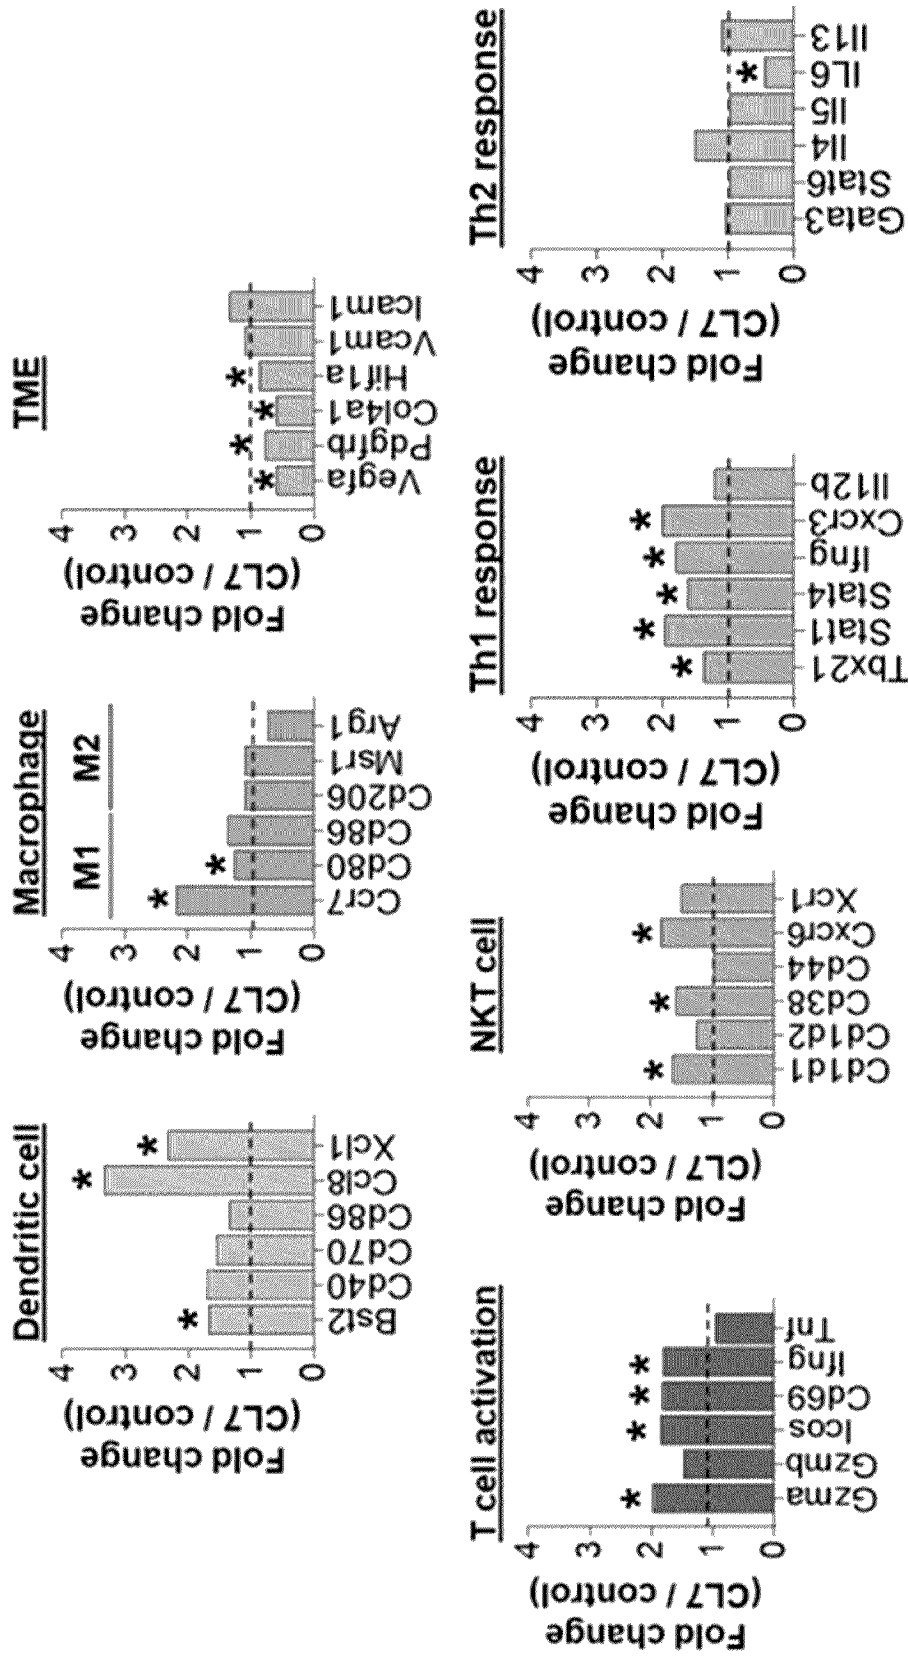 Dendritic cell
Fold change
(CL7 / control)
4
3
2
1
0
*
*
*
Bst2
Cd40
Cd70
Cd86
Ccl8
Xcl1
Macrophage
M1
M2
Fold change
(CL7 / control)
4
3
2
1
0
*
*
Ccr7
Cd80
Cd86
Cd206
Msr1
Arg1
TME
Fold change
(CL7 / control)
4
3
2
1
0
*
*
*
*
Vegfa
Pdgfrb
Col4a1
Hif1a
Vcam1
Icam1
T cell activation
Fold change
(CL7 / control)
4
3
2
1
0
*
*
*
*
Gzma
Gzmb
Icos
Cd69
Ifng
Tnf
NKT cell
Fold change
(CL7 / control)
4
3
2
1
0
*
*
*
Cd1d1
Cd1d2
Cd38
Cd44
Cxcr6
Xcr1
Th1 response
Fold change
(CL7 / control)
4
3
2
1
0
*
*
*
*
*
Tbx21
Stat1
Stat4
Ifng
Cxcr3
Il12b
Th2 response
Fold change
(CL7 / control)
4
3
2
1
0
*
Gata3
Stat6
Il4
Il5
IL6
Il13